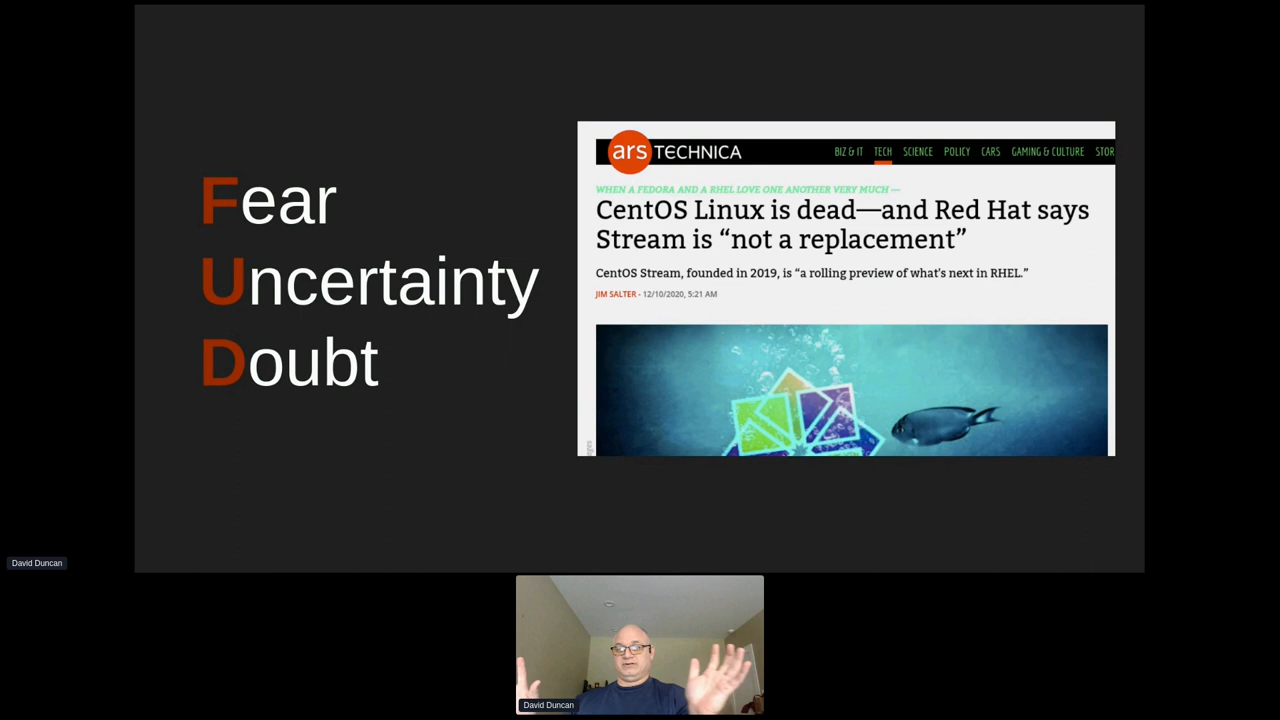 Fear
Uncertainty
Doubt
ars TECHNICA
BIZ & IT TECH SCIENCE POLICY CARS GAMING & CULTURE STOR
WHEN A FEDORA AND A RHEL LOVE ONE ANOTHER VERY MUCH —
CentOS Linux is dead—and Red Hat says
Stream is “not a replacement”
CentOS Stream, founded in 2019, is “a rolling preview of what’s next in RHEL.”
JIM SALTER - 12/10/2020, 5:21 AM
David Duncan
David Duncan